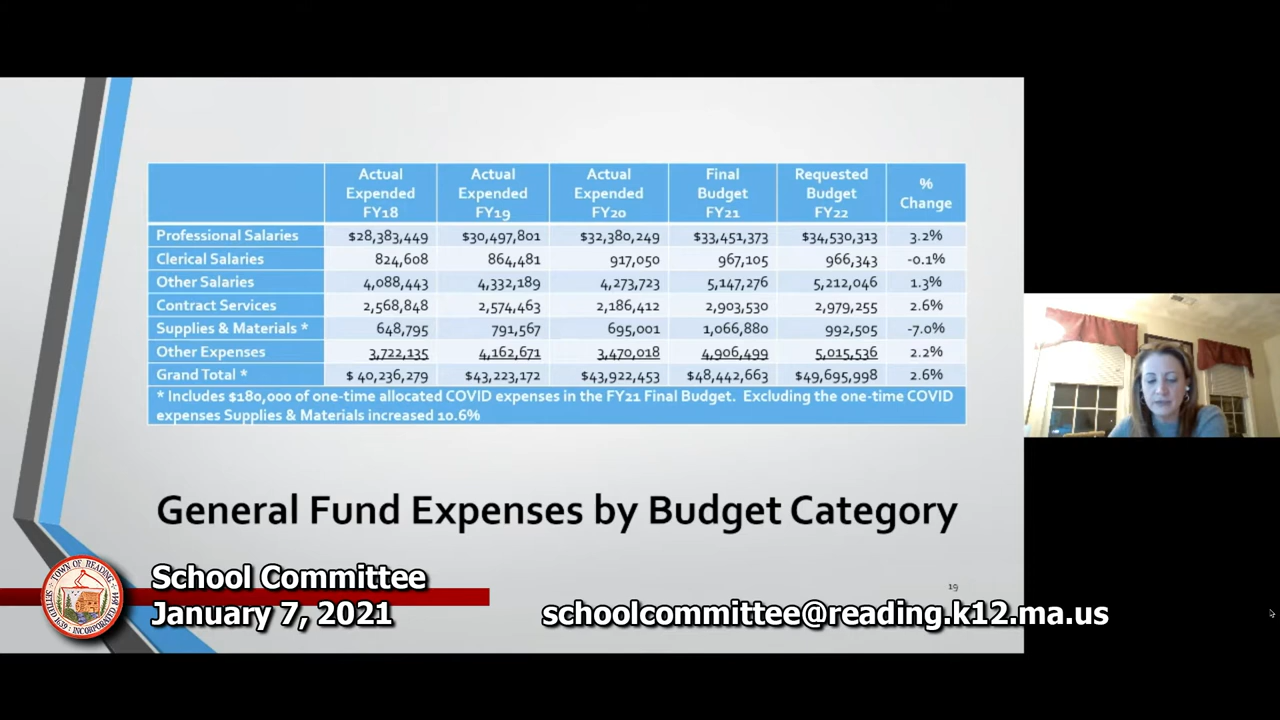 Actual Expended FY18 Actual Expended FY19 Actual Expended FY20 Final Budget FY21 Requested Budget FY22 % Change
Professional Salaries $28,383,449 $30,497,801 $32,380,249 $33,451,373 $34,530,313 3.2%
Clerical Salaries 824,608 864,481 917,050 967,105 966,343 -0.1%
Other Salaries 4,088,443 4,332,189 4,273,723 5,147,276 5,212,046 1.3%
Contract Services 2,568,848 2,574,463 2,186,412 2,903,530 2,979,255 2.6%
Supplies & Materials * 648,795 791,567 695,001 1,066,880 992,505 -7.0%
Other Expenses 3,722,135 4,162,671 3,470,018 4,906,499 5,015,536 2.2%
Grand Total * $ 40,236,279 $43,223,172 $43,922,453 $48,442,663 $49,695,998 2.6%
* Includes $180,000 of one-time allocated COVID expenses in the FY21 Final Budget. Excluding the one-time COVID
expenses Supplies & Materials increased 10.6%
General Fund Expenses by Budget Category
19
TOWN OF READING
SETTLED 1639 · INCORPORATED 1644
School Committee
January 7, 2021
schoolcommittee@reading.k12.ma.us